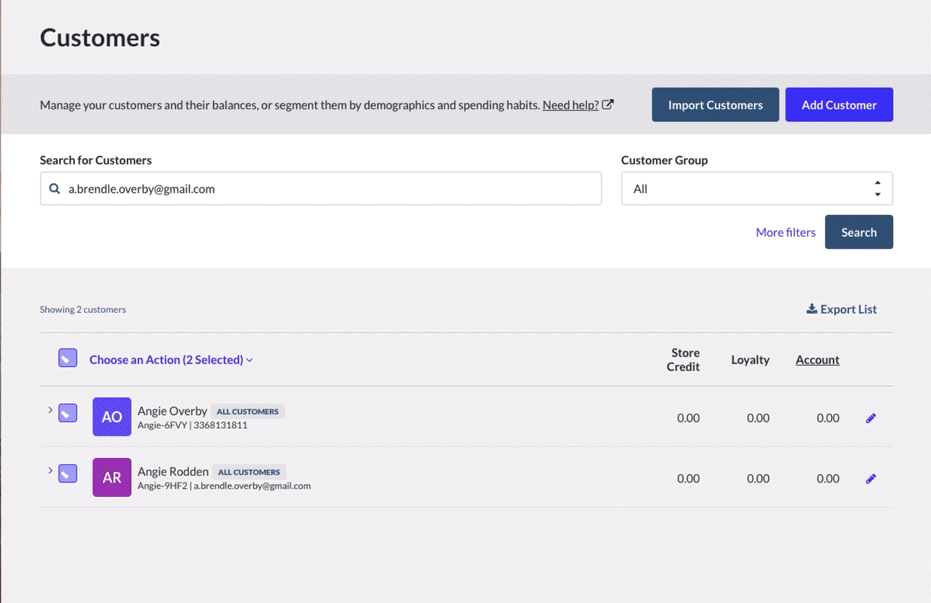 Customers
Manage your customers and their balances, or segment them by demographics and spending habits. Need help?
Import Customers
Add Customer
Search for Customers
Customer Group
a.brendle.overby@gmail.com
All
More filters
Search
Showing 2 customers
Export List
Choose an Action (2 Selected)
Store
Credit
Loyalty
Account
AO
Angie Overby ALL CUSTOMERS
Angie-6FVY | 3368131811
0.00
0.00
0.00
AR
Angie Rodden ALL CUSTOMERS
Angie-9HF2 | a.brendle.overby@gmail.com
0.00
0.00
0.00